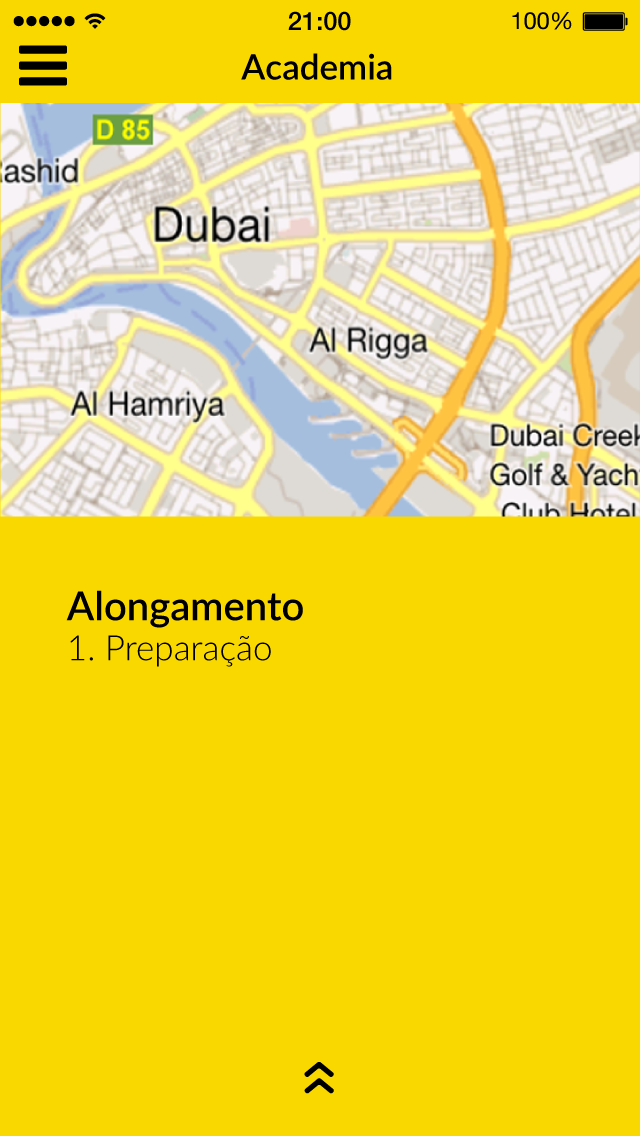 21:00 100%
Academia
D 85
ashid
Dubai
Al Rigga
Al Hamriya
Dubai Creek
Golf & Yach
Club Hotel
Alongamento
1. Preparação